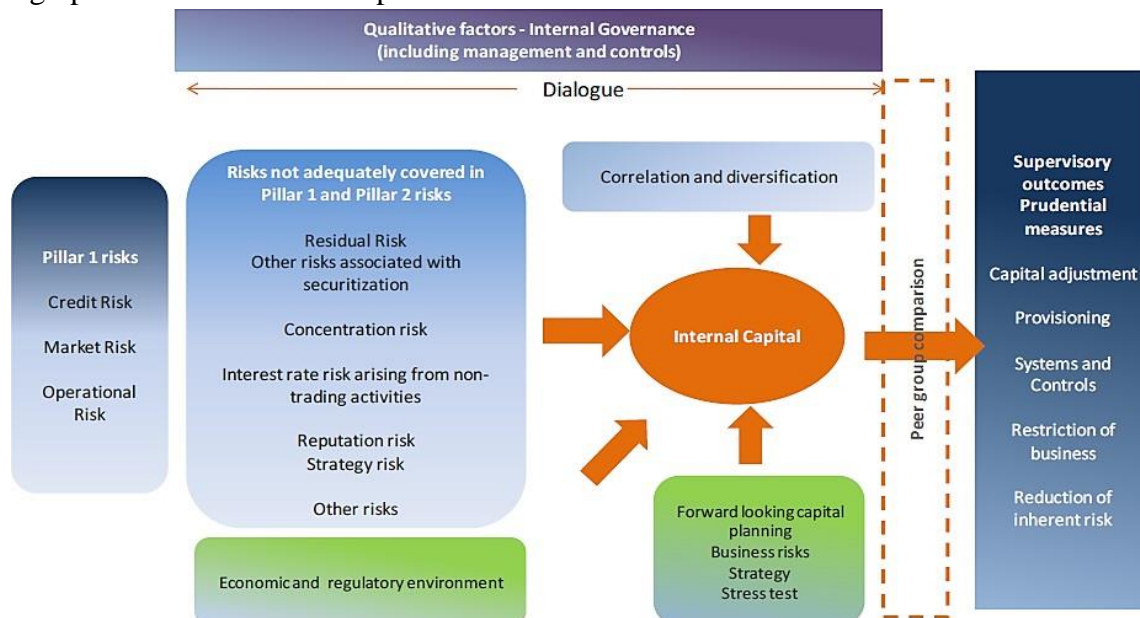 Qualitative factors - Internal Governance
(including management and controls)
Dialogue
Pillar 1 risks
Credit Risk
Market Risk
Operational
Risk
Risks not adequately covered in
Pillar 1 and Pillar 2 risks
Residual Risk
Other risks associated with
securitization
Concentration risk
Interest rate risk arising from non-
trading activities
Reputation risk
Strategy risk
Other risks
Economic and regulatory environment
Correlation and diversification
Internal Capital
Forward looking capital
planning
Business risks
Strategy
Stress test
Peer group comparison
Supervisory
outcomes
Prudential
measures
Capital adjustment
Provisioning
Systems and
Controls
Restriction of
business
Reduction of
inherent risk